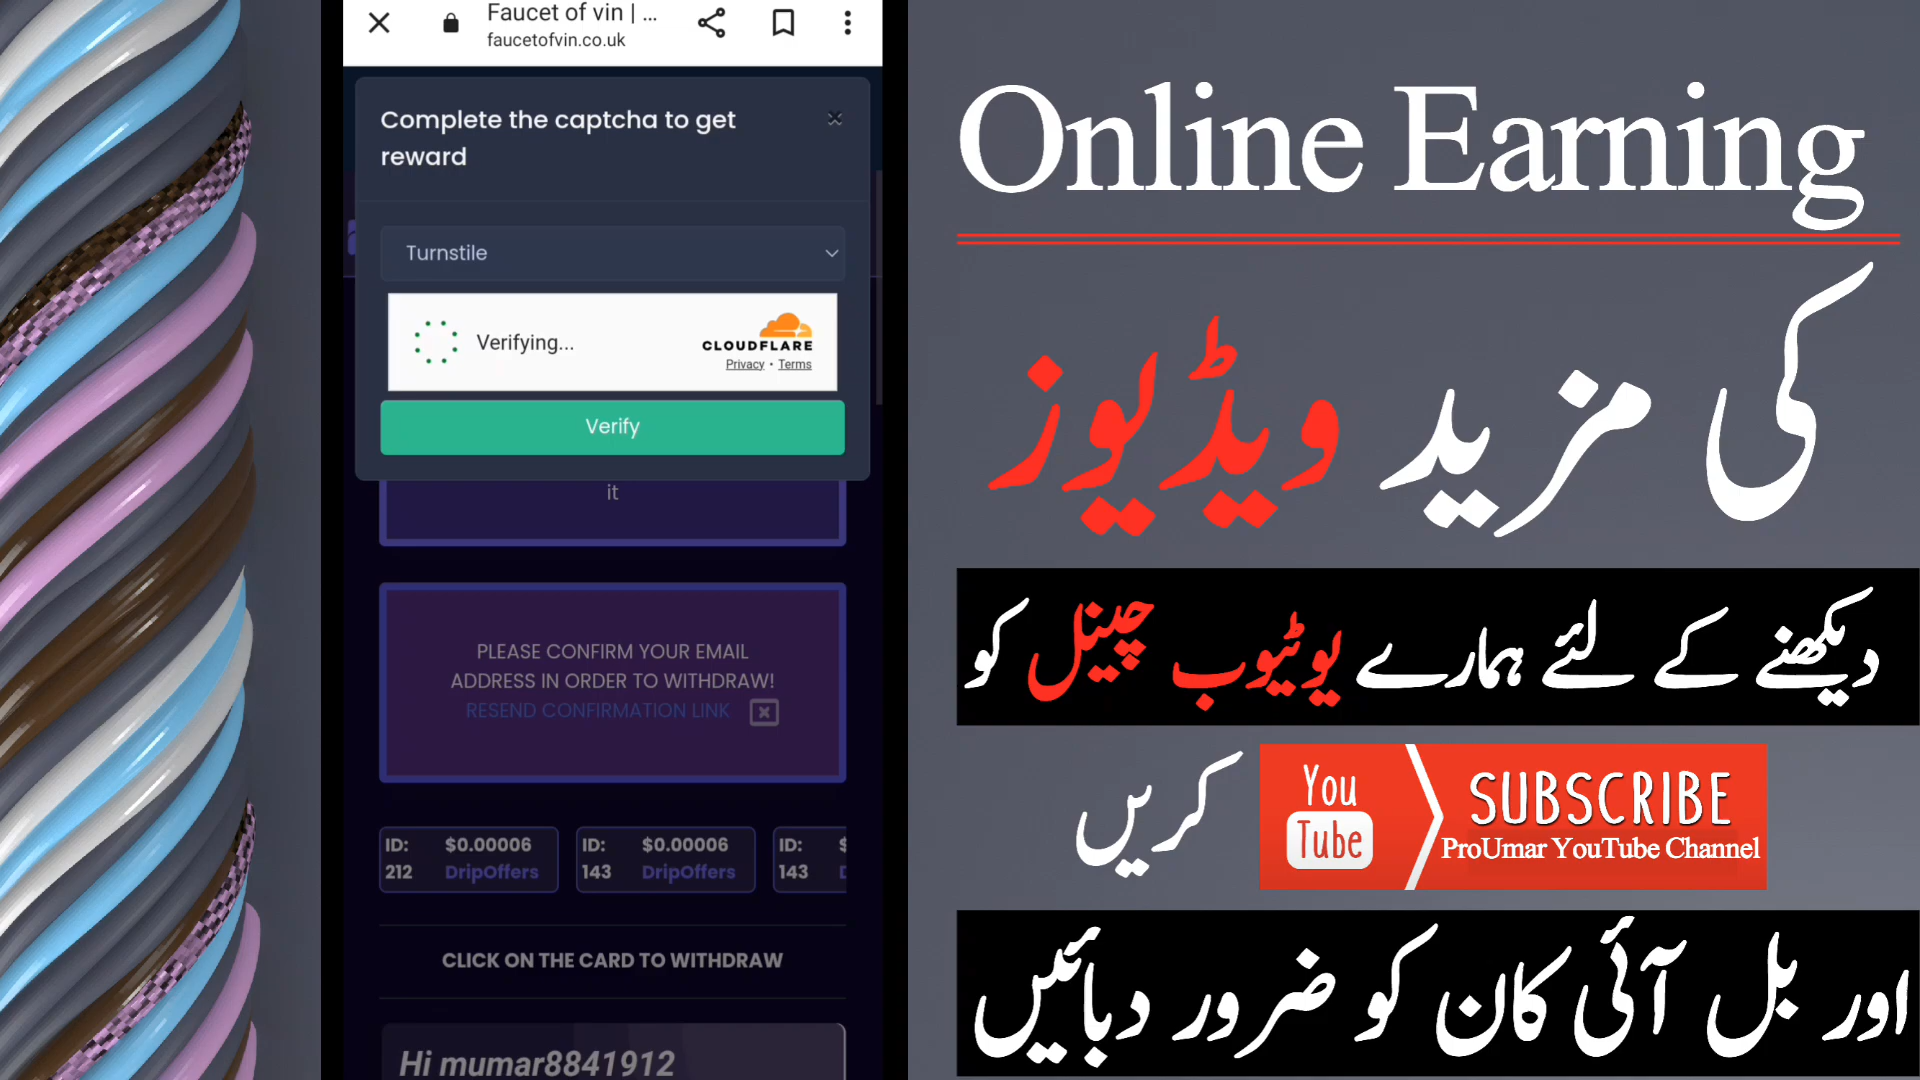 Faucet of vin | ...
faucetofvin.co.uk
Complete the captcha to get
reward
Turnstile
Verifying...
CLOUDFLARE
Privacy • Terms
Verify
it
PLEASE CONFIRM YOUR EMAIL
ADDRESS IN ORDER TO WITHDRAW!
RESEND CONFIRMATION LINK
ID: $0.00006
212 DripOffers
ID: $0.00006
143 DripOffers
ID: $
143 D
CLICK ON THE CARD TO WITHDRAW
Hi mumar8841912
Online Earning
کی مزید ویڈیوز
دیکھنے کے لئے ہمارے یوٹیوب چینل کو
You
Tube
SUBSCRIBE
ProUmar YouTube Channel
کریں
اور بل آئی کان کو ضرور دبائیں